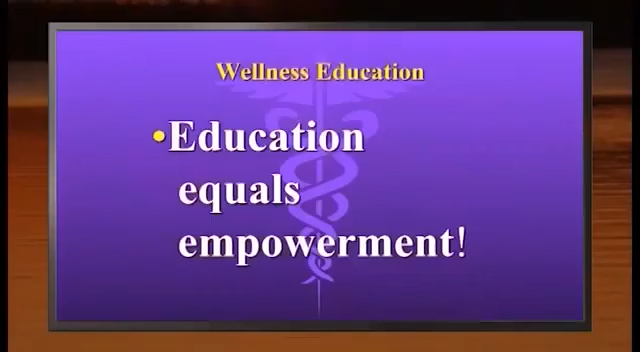 Wellness Education
•Education
equals
empowerment!